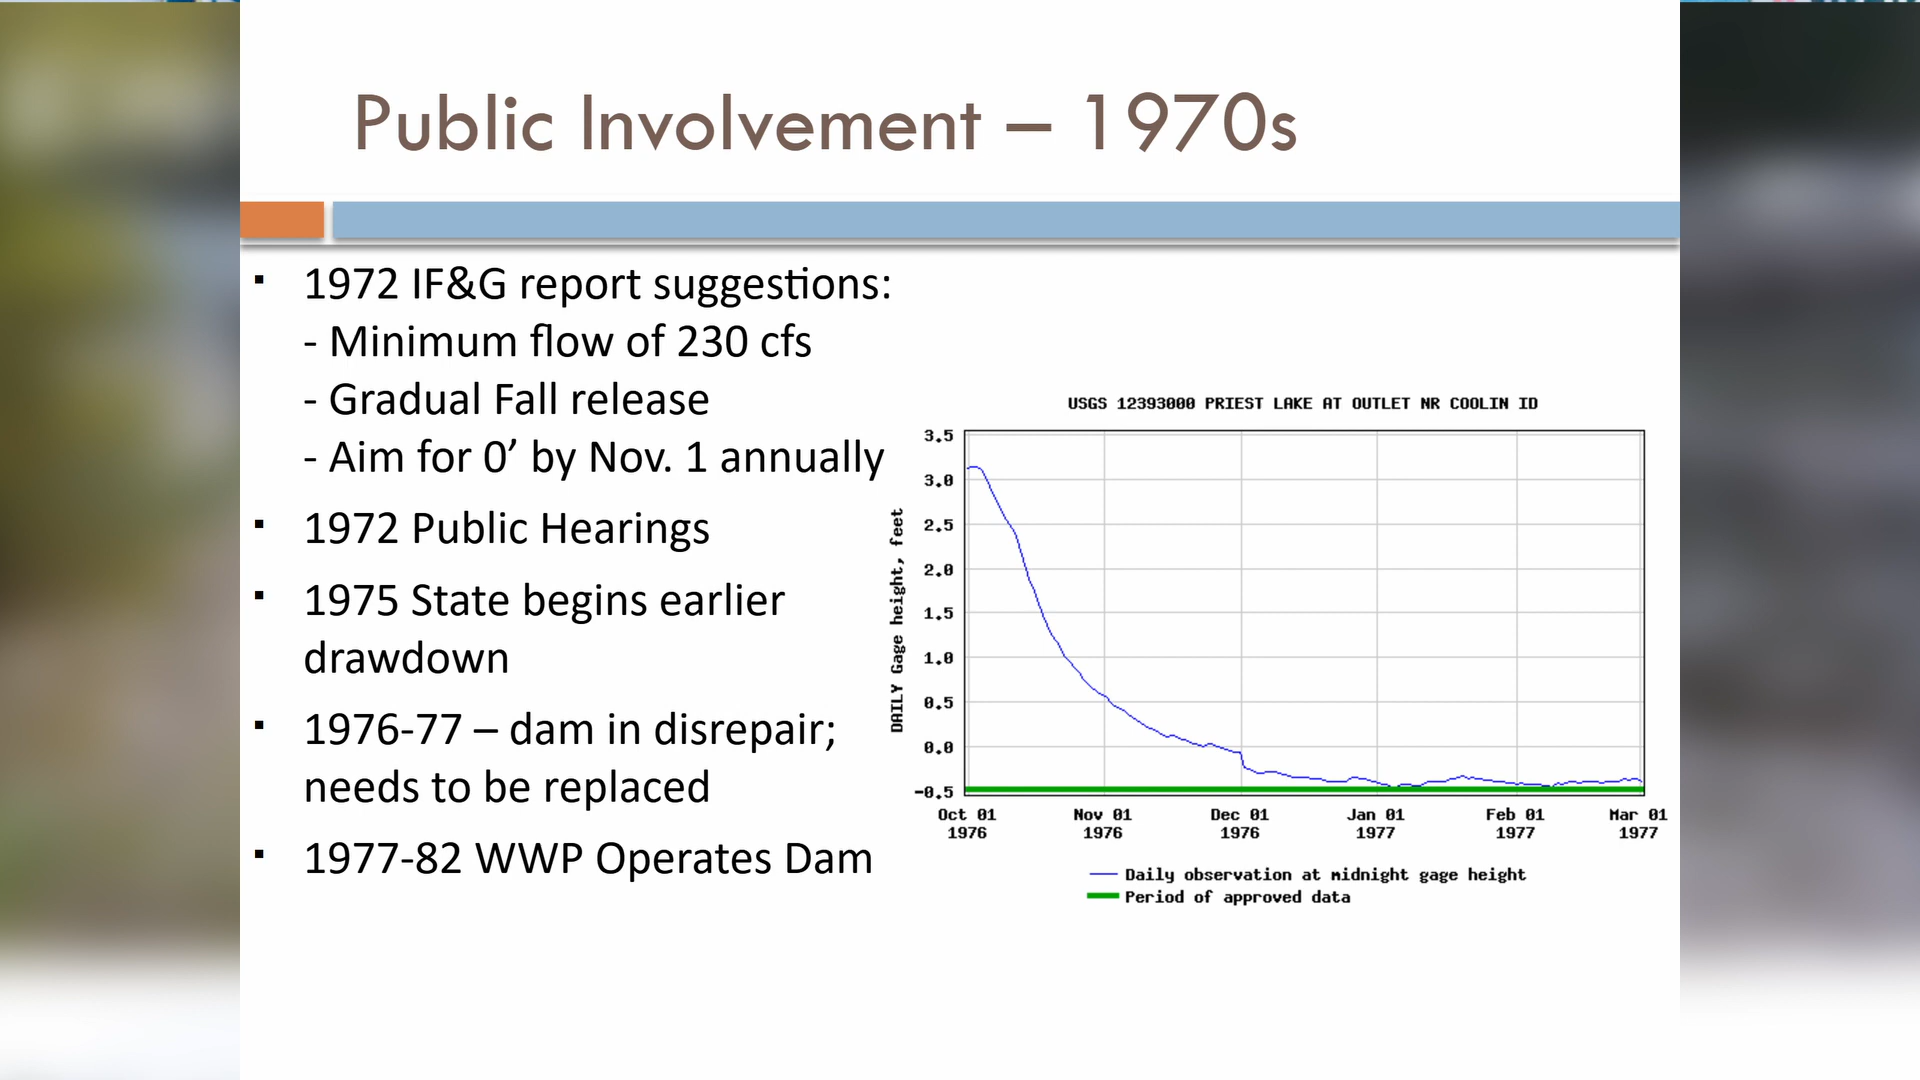 Public Involvement – 1970s
▪ 1972 IF&G report suggestions:
- Minimum flow of 230 cfs
- Gradual Fall release
- Aim for 0’ by Nov. 1 annually
▪ 1972 Public Hearings
▪ 1975 State begins earlier
drawdown
▪ 1976-77 – dam in disrepair;
needs to be replaced
▪ 1977-82 WWP Operates Dam
USGS 12393000 PRIEST LAKE AT OUTLET NR COOLIN ID
DAILY Gage height, feet
3.5
3.0
2.5
2.0
1.5
1.0
0.5
0.0
-0.5
Oct 01 Nov 01 Dec 01 Jan 01 Feb 01 Mar 01
1976 1976 1976 1977 1977 1977
Daily observation at midnight gage height
Period of approved data